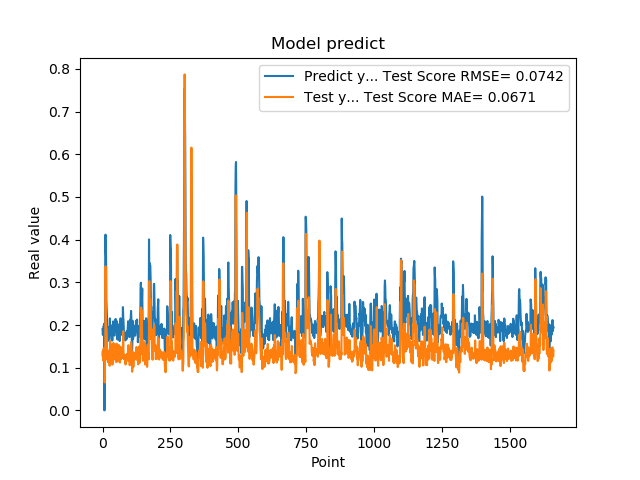 Model predict
Predict y... Test Score RMSE= 0.0742
Test y... Test Score MAE= 0.0671
0.8
0.7
0.6
0.5
0.4
0.3
0.2
0.1
0.0
Real value
0 250 500 750 1000 1250 1500
Point